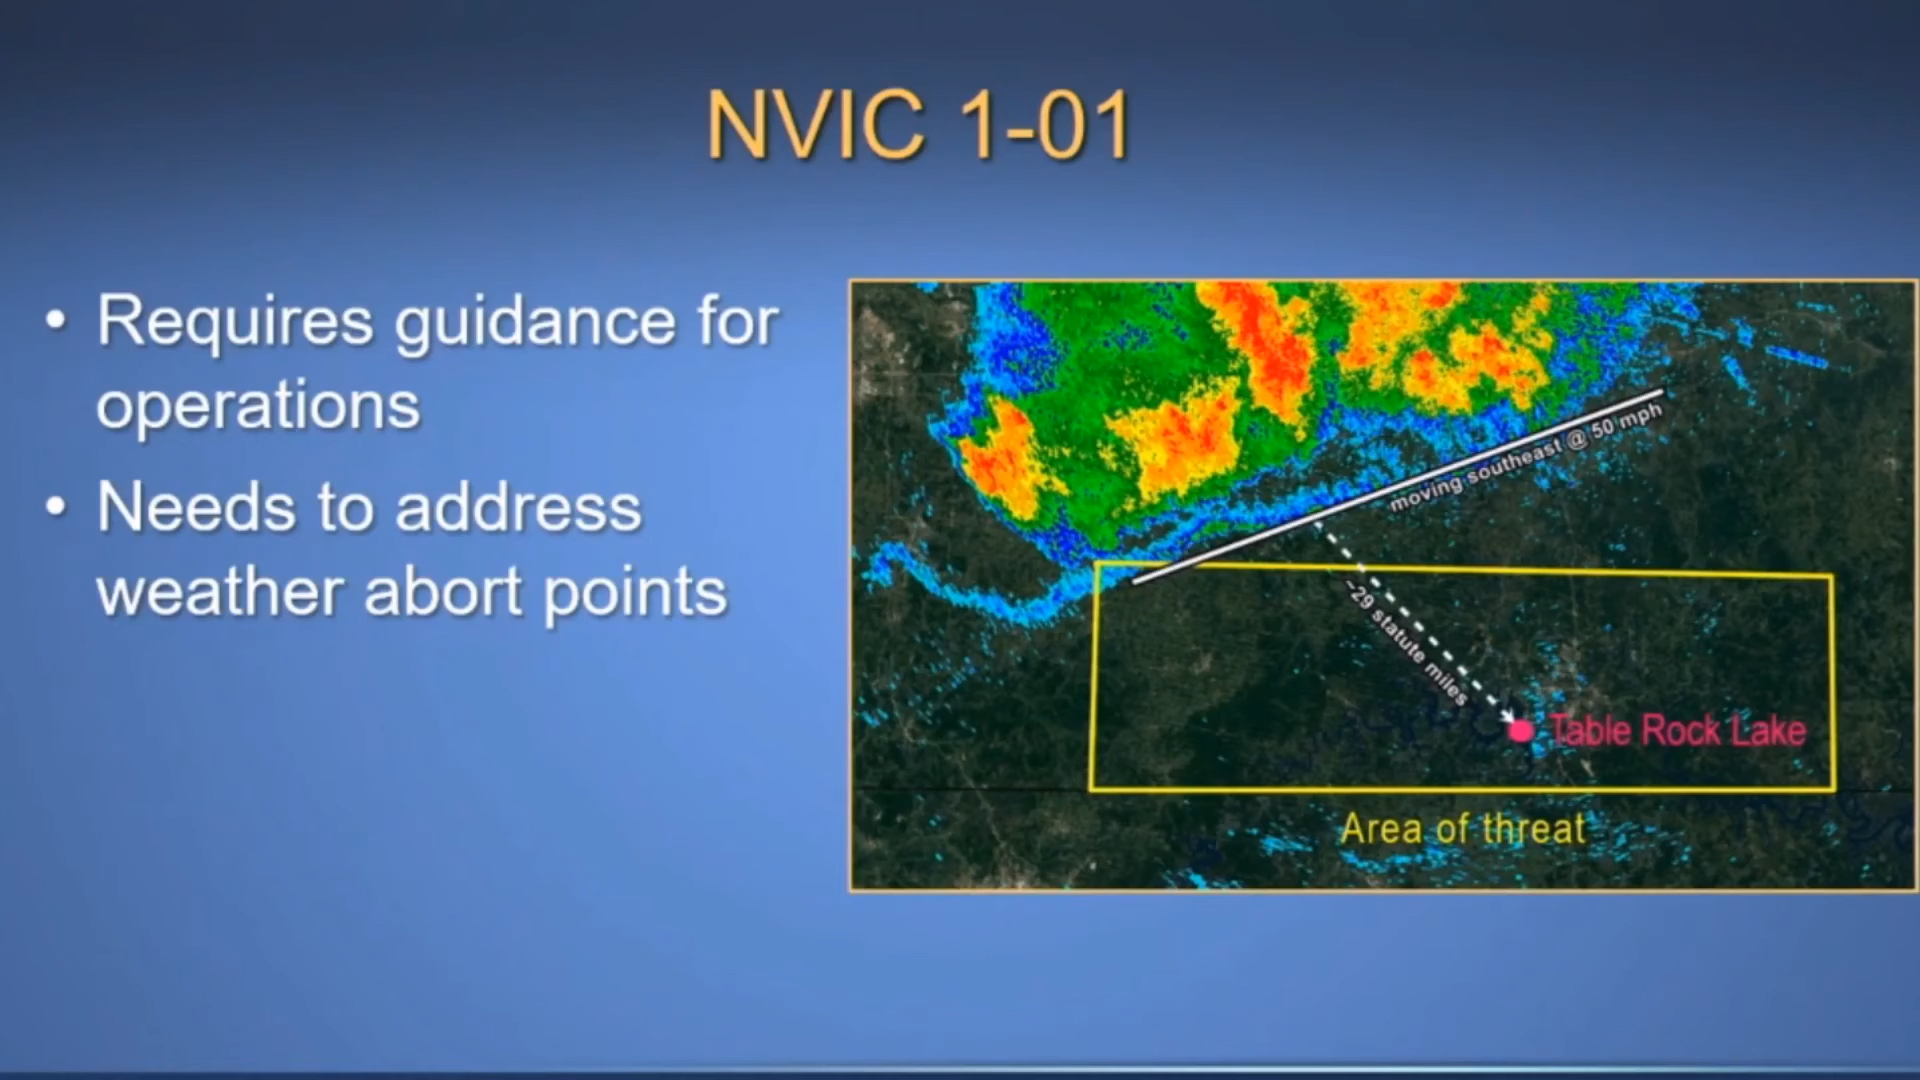 NVIC 1-01
• Requires guidance for
operations
• Needs to address
weather abort points
moving southeast @ 50 mph
~29 statute miles
Table Rock Lake
Area of threat